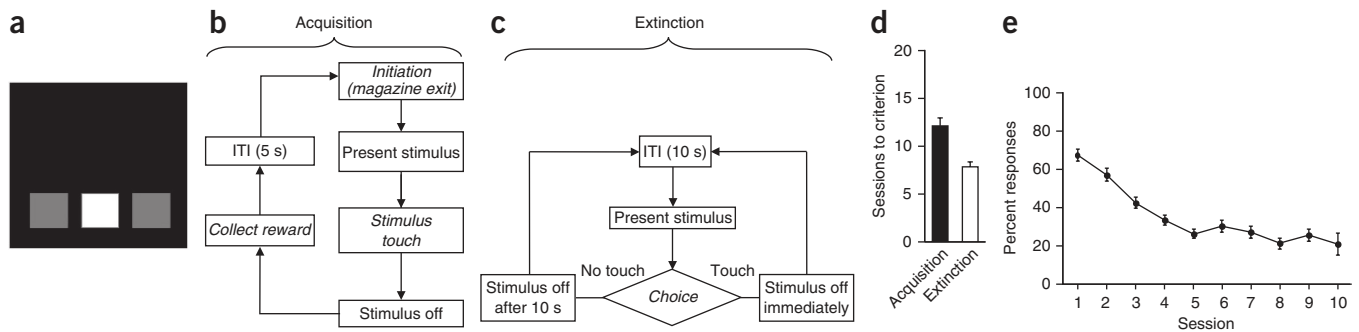 a
b
Acquisition
Initiation
(magazine exit)
ITI (5 s)
Present stimulus
Collect reward
Stimulus
touch
Stimulus off
c
Extinction
ITI (10 s)
Present stimulus
No touch
Touch
Stimulus off
after 10 s
Choice
Stimulus off
immediately
d
Sessions to criterion
20
15
10
5
0
Acquisition
Extinction
e
Percent responses
100
80
60
40
20
0
1 2 3 4 5 6 7 8 9 10
Session